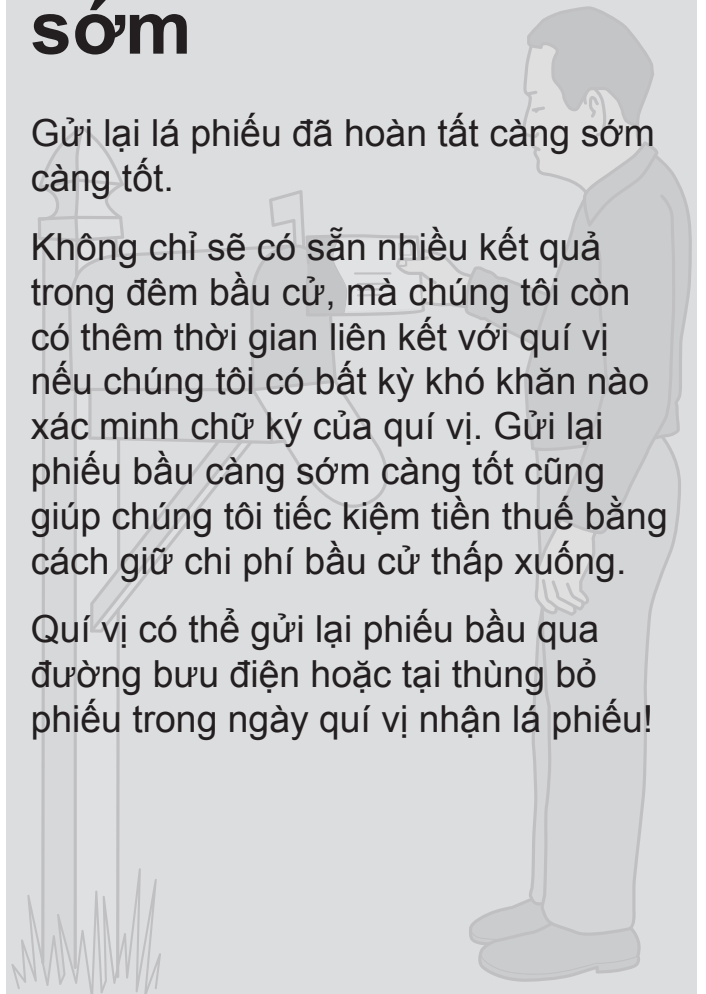 sớm
Gửi lại lá phiếu đã hoàn tất càng sớm
càng tốt.
Không chỉ sẽ có sẵn nhiều kết quả
trong đêm bầu cử, mà chúng tôi còn
có thêm thời gian liên kết với quí vị
nếu chúng tôi có bất kỳ khó khăn nào
xác minh chữ ký của quí vị. Gửi lại
phiếu bầu càng sớm càng tốt cũng
giúp chúng tôi tiếc kiệm tiền thuế bằng
cách giữ chi phí bầu cử thấp xuống.
Quí vị có thể gửi lại phiếu bầu qua
đường bưu điện hoặc tại thùng bỏ
phiếu trong ngày quí vị nhận lá phiếu!